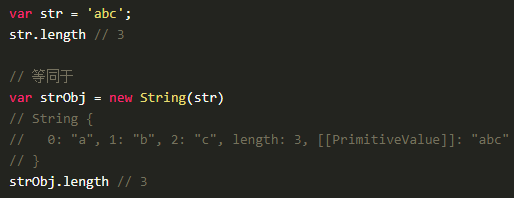 var str = 'abc';
str.length // 3
// 等同于
var strObj = new String(str)
// String {
//   0: "a", 1: "b", 2: "c", length: 3, [[PrimitiveValue]]: "abc"
// }
strObj.length // 3